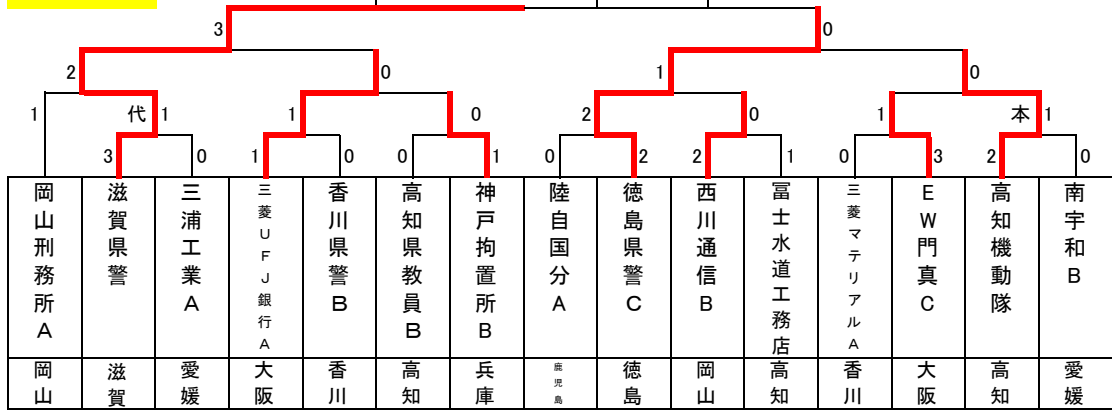 3 0
2 0 1 0
1 代 1 1 0 2 0 1 本 1
3 0 1 0 0 1 0 2 2 1 0 3 2 0
岡山刑務所A
滋賀県警
三浦工業A
三菱UFJ銀行A
香川県警B
高知県教員B
神戸拘置所B
陸自国分A
徳島県警C
西川通信B
冨士水道工務店
三菱マテリアルA
EW門真C
高知機動隊
南宇和B
岡山
滋賀
愛媛
大阪
香川
高知
兵庫
鹿児島
徳島
岡山
高知
香川
大阪
高知
愛媛